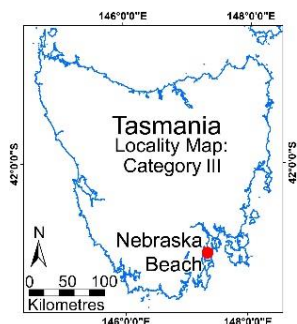 146°0'0"E 148°0'0"E
Tasmania
Locality Map:
Category III
42°0'0"S 42°0'0"S
Nebraska
Beach
N
0 50 100
Kilometres
146°0'0"E 148°0'0"E